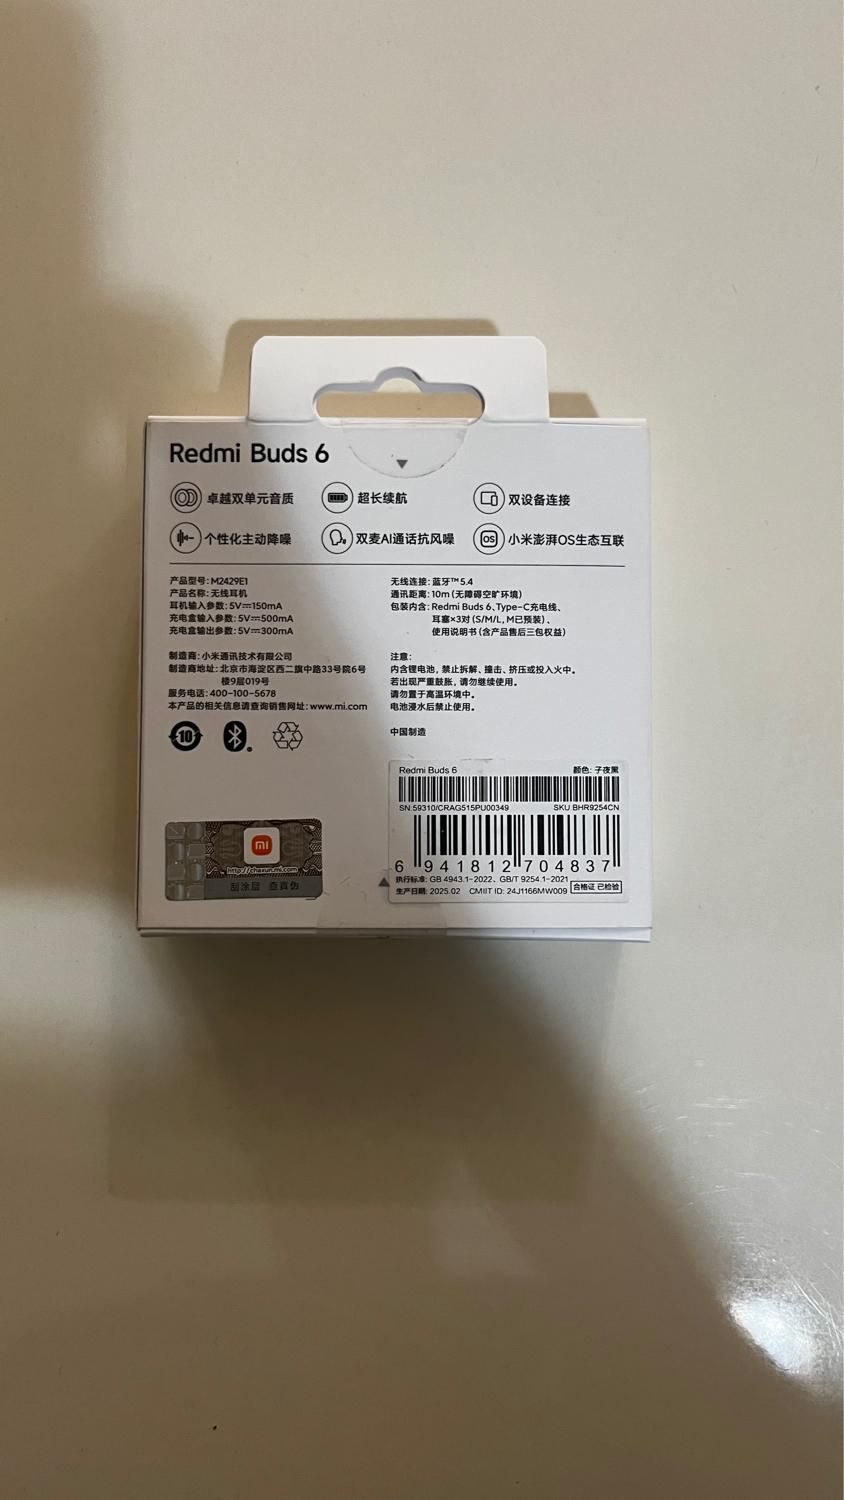 Redmi Buds 6
卓越双单元音质
超长续航
双设备连接
个性化主动降噪
双麦AI通话抗风噪
OS
小米澎湃OS生态互联
产品型号: M2429E1
产品名称: 无线耳机
耳机输入参数: 5V⎓150mA
充电盒输入参数: 5V⎓500mA
充电盒输出参数: 5V⎓300mA
制造商: 小米通讯技术有限公司
制造商地址: 北京市海淀区西二旗中路33号院6号
楼9层019号
服务电话: 400-100-5678
本产品的相关信息请查询销售网址: www.mi.com
10
无线连接: 蓝牙™ 5.4
通讯距离: 10m (无障碍空旷环境)
包装内含: Redmi Buds 6、Type-C充电线、
耳塞×3对 (S/M/L, M已预装) 、
使用说明书 (含产品售后三包权益)
注意:
内含锂电池, 禁止拆解、撞击、挤压或投入火中。
若出现严重鼓胀, 请勿继续使用。
请勿置于高温环境中。
电池浸水后禁止使用。
中国制造
Redmi Buds 6 颜色: 子夜黑
SN:59310/CRAG515PU00349 SKU BHR9254CN
6 941812 704837
执行标准: GB 4943.1-2022、GB/T 9254.1-2021
生产日期: 2025.02 CMIIT ID: 24J1166MW009 合格证 已检验
mi
http://chaxun.mi.com
刮涂层 查真伪